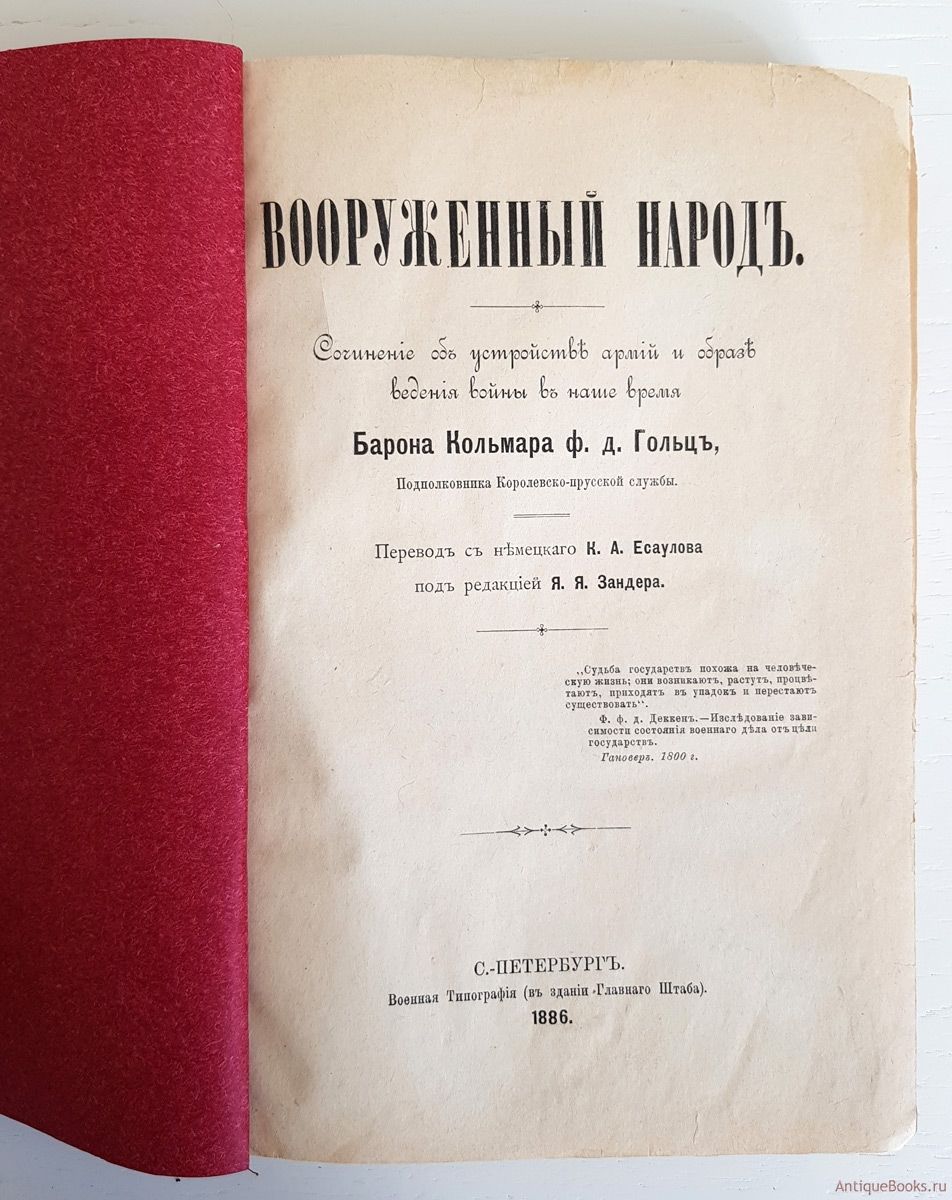 ВООРУЖЕННЫЙ НАРОДЪ.
Сочиненіе объ устройствѣ армій и образѣ
веденія войны въ наше время
Барона Кольмара ф. д. Гольцъ,
Подполковника Королевско-прусской службы.
Переводъ съ нѣмецкаго К. А. Есаулова
подъ редакціей Я. Я. Зандера.
„Судьба государствъ похожа на человѣче-
скую жизнь; они возникаютъ, растутъ, процвѣ-
таютъ, приходятъ въ упадокъ и перестаютъ
существовать“.
Ф. ф. д. Деккенъ.—Изслѣдованіе зави-
симости состоянія военнаго дѣла отъ цѣли
государствъ.
Гановеръ. 1800 г.
С.-ПЕТЕРБУРГЪ.
Военная Типографія (въ зданіи Главнаго Штаба).
1886.
AntiqueBooks.ru